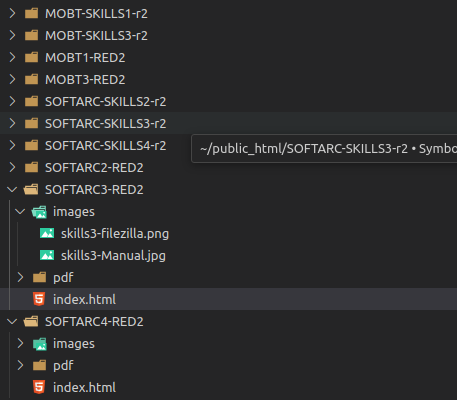 MOBT-SKILLS1-r2
MOBT-SKILLS3-r2
MOBT1-RED2
MOBT3-RED2
SOFTARC-SKILLS2-r2
SOFTARC-SKILLS3-r2
SOFTARC-SKILLS4-r2
~/public_html/SOFTARC-SKILLS3-r2 • Symbo
SOFTARC2-RED2
SOFTARC3-RED2
images
skills3-filezilla.png
skills3-Manual.jpg
pdf
index.html
SOFTARC4-RED2
images
pdf
index.html